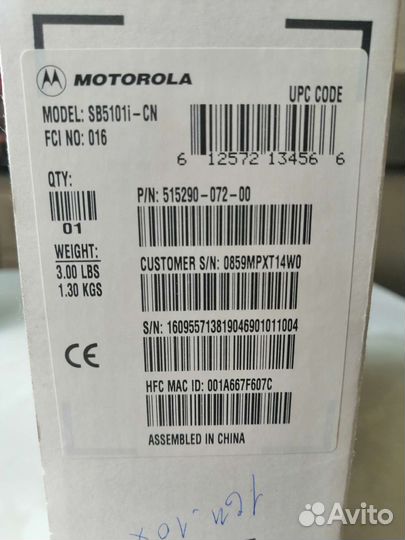 MOTOROLA
UPC CODE
MODEL: SB5101i-CN
FCI NO: 016
6 12572 13456 6
QTY:
01
P/N: 515290-072-00
WEIGHT:
3.00 LBS
1.30 KGS
CUSTOMER S/N: 0859MPXT14W0
S/N: 160955713819046901011004
CE
HFC MAC ID: 001A667F607C
ASSEMBLED IN CHINA
Avito